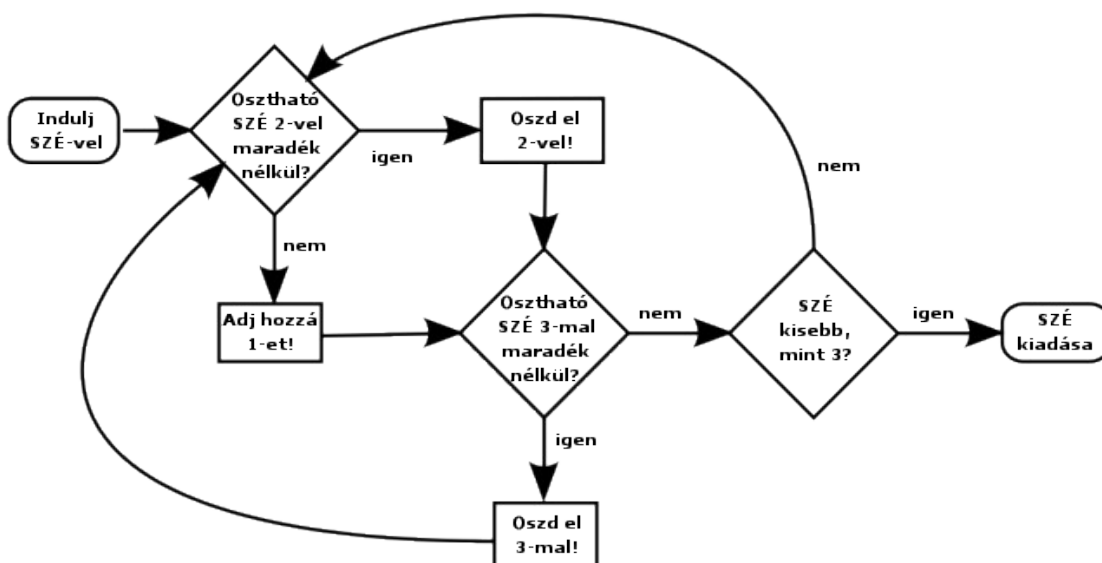 Indulj
SZÉ-vel
Osztható
SZÉ 2-vel
maradék
nélkül?
igen
Oszd el
2-vel!
nem
nem
Adj hozzá
1-et!
Osztható
SZÉ 3-mal
maradék
nélkül?
nem
SZÉ
kisebb,
mint 3?
igen
SZÉ
kiadása
igen
Oszd el
3-mal!